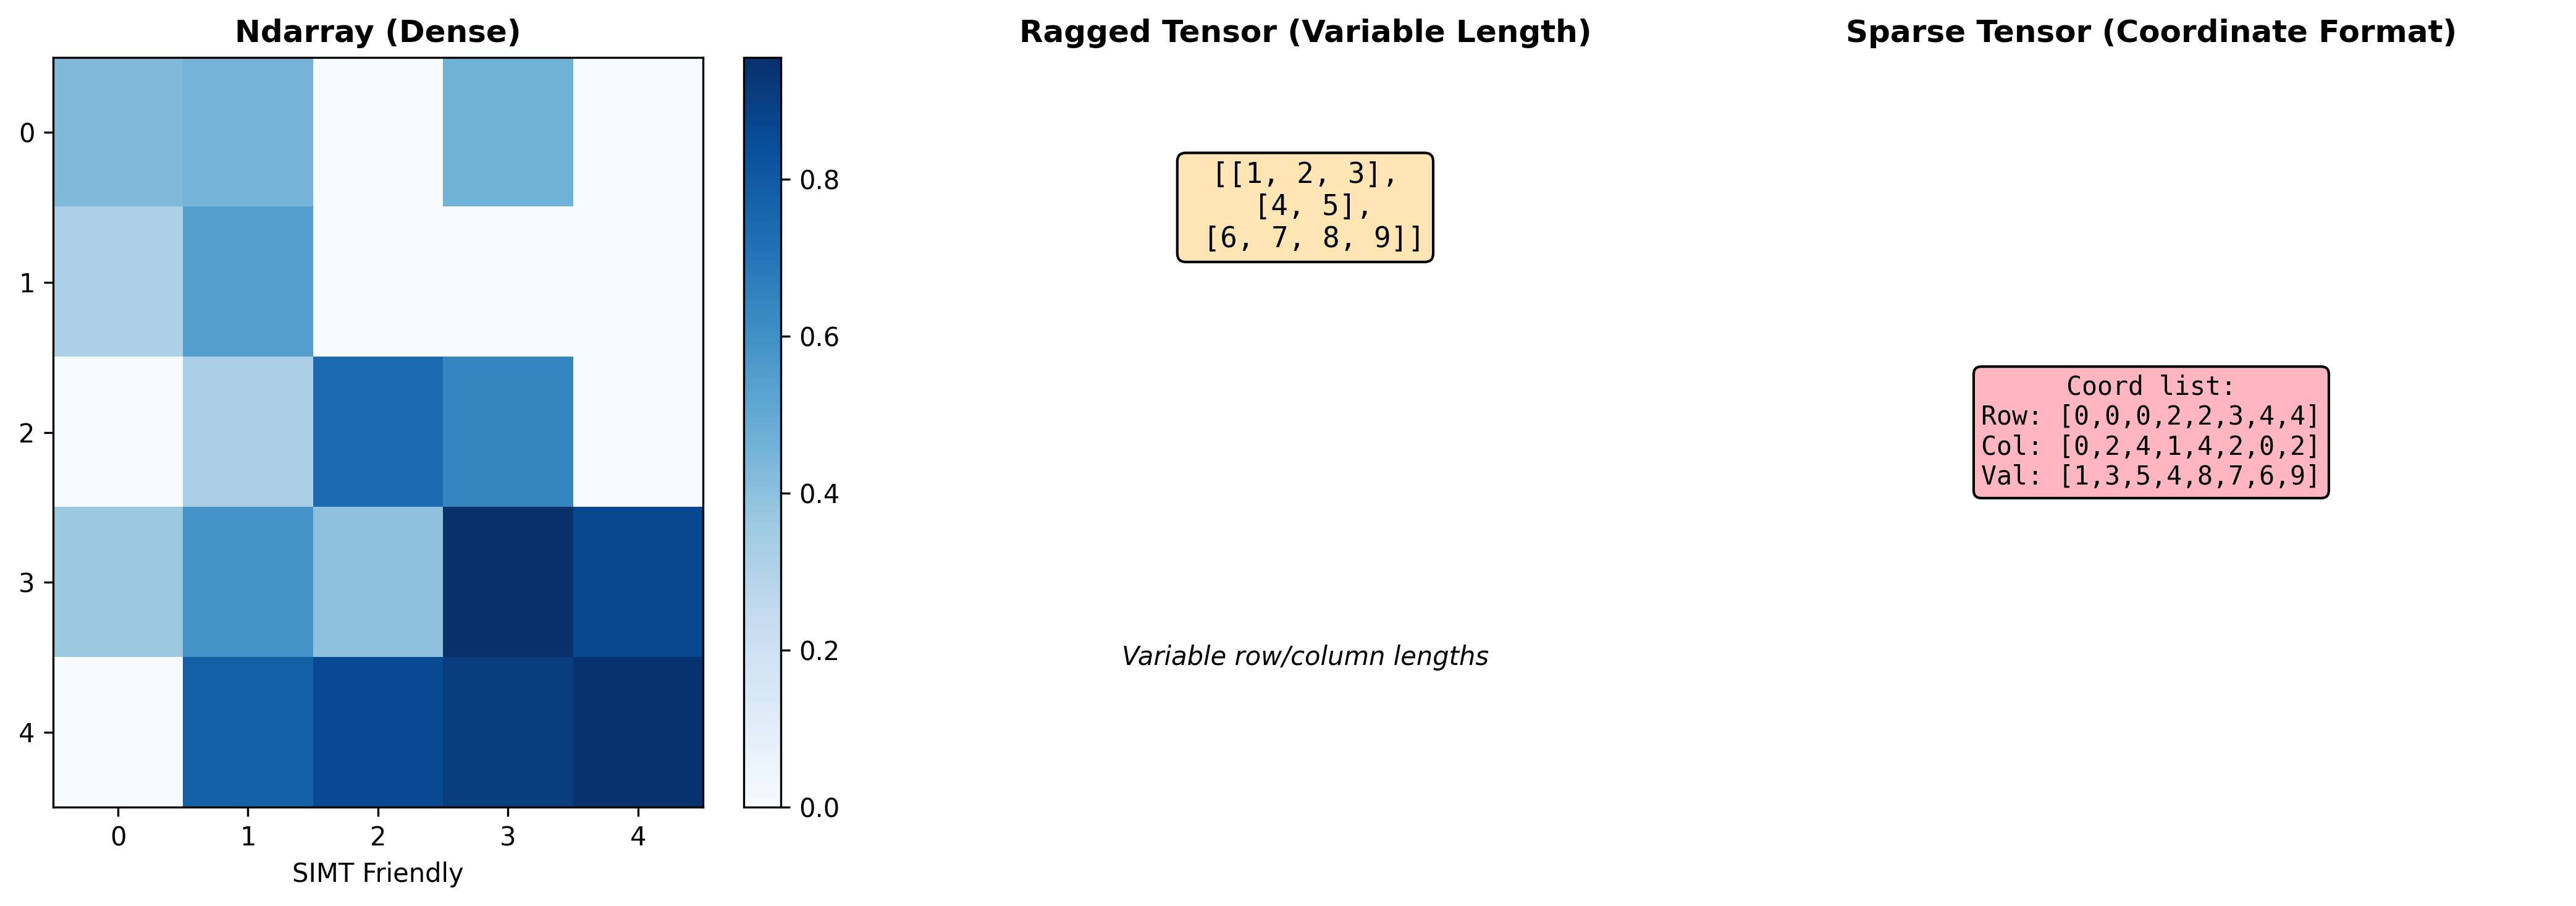 Ndarray (Dense)
0
1
2
3
4
0 1 2 3 4
SIMT Friendly
0.8
0.6
0.4
0.2
0.0
Ragged Tensor (Variable Length)
[[1, 2, 3],
[4, 5],
[6, 7, 8, 9]]
Variable row/column lengths
Sparse Tensor (Coordinate Format)
Coord list:
Row: [0,0,0,2,2,3,4,4]
Col: [0,2,4,1,4,2,0,2]
Val: [1,3,5,4,8,7,6,9]